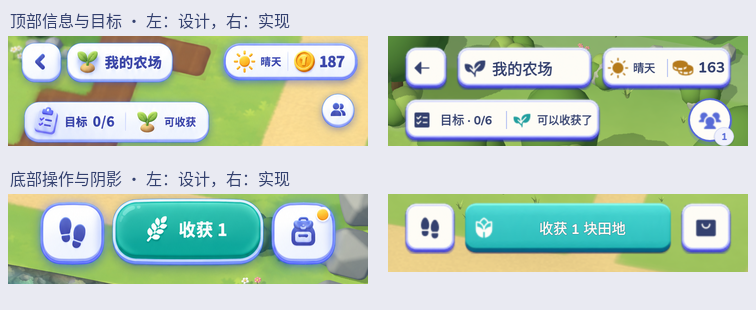 顶部信息与目标 · 左：设计，右：实现
我的农场 晴天 187
目标 0/6 可收获
我的农场 晴天 163
目标 · 0/6 可以收获了
1
底部操作与阴影 · 左：设计，右：实现
收获 1
收获 1 块田地